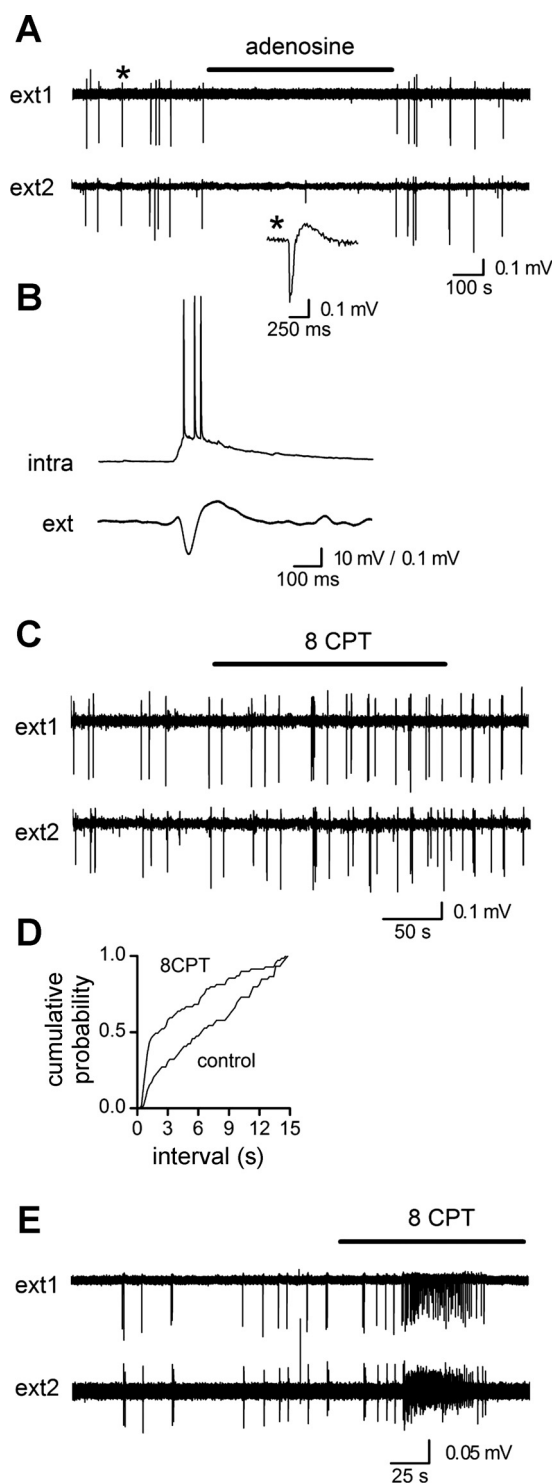 A
adenosine
*
ext1
ext2
*
0.1 mV
100 s
0.1 mV
250 ms
B
intra
ext
10 mV / 0.1 mV
100 ms
C
8 CPT
ext1
ext2
0.1 mV
50 s
D
1.0
8CPT
cumulative
probability
0.5
control
0.0
0 3 6 9 12 15
interval (s)
E
8 CPT
ext1
ext2
0.05 mV
25 s